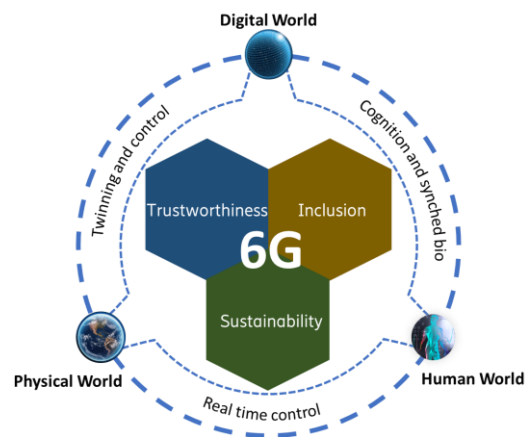 Digital World
Twinning and control
Cognition and synched bio
Trustworthiness
Inclusion
6G
Sustainability
Physical World
Human World
Real time control